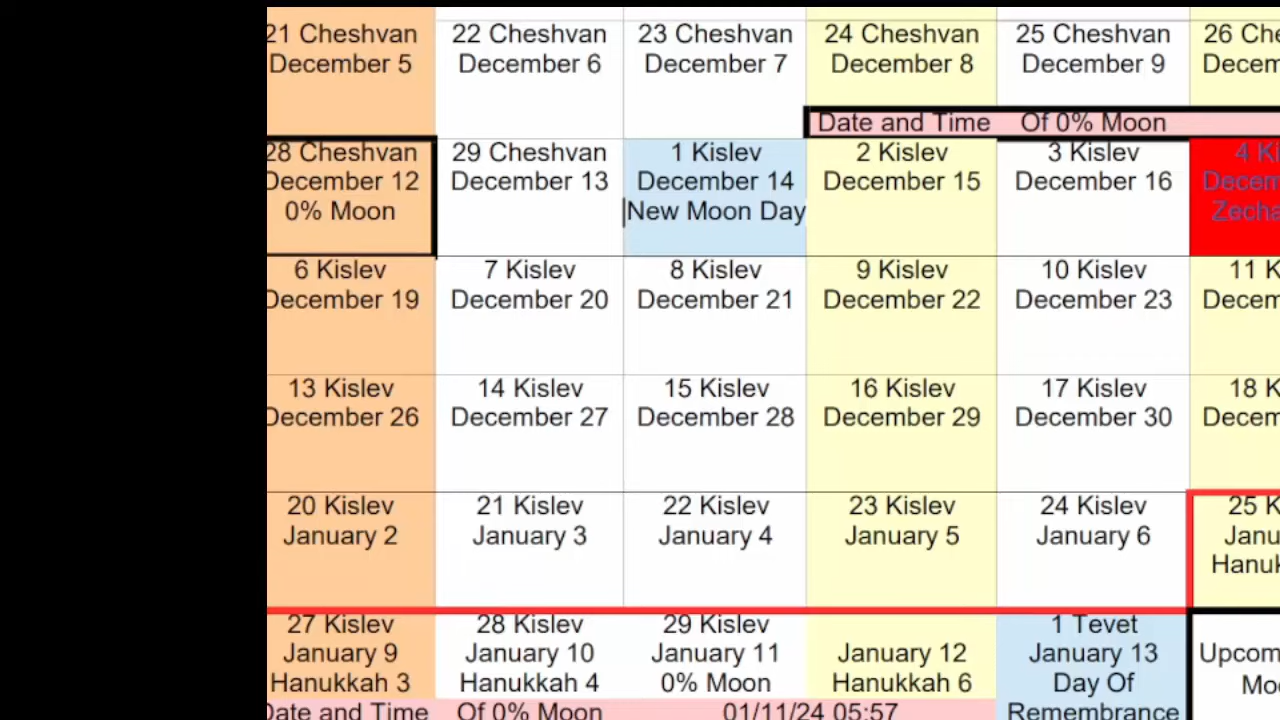 21 Cheshvan 22 Cheshvan 23 Cheshvan 24 Cheshvan 25 Cheshvan 26
December 5 December 6 December 7 December 8 December 9
Date and Time Of 0% Moon
28 Cheshvan 29 Cheshvan 1 Kislev 2 Kislev 3 Kislev 4
December 12 December 13 December 14 December 15 December 16
0% Moon New Moon Day
6 Kislev 7 Kislev 8 Kislev 9 Kislev 10 Kislev 11
December 19 December 20 December 21 December 22 December 23
13 Kislev 14 Kislev 15 Kislev 16 Kislev 17 Kislev 18
December 26 December 27 December 28 December 29 December 30
20 Kislev 21 Kislev 22 Kislev 23 Kislev 24 Kislev 25
January 2 January 3 January 4 January 5 January 6
27 Kislev 28 Kislev 29 Kislev 1 Tevet
January 9 January 10 January 11 January 12 January 13
Hanukkah 3 Hanukkah 4 0% Moon Hanukkah 6 Day Of
Date and Time Of 0% Moon 01/11/24 05:57 Remembrance